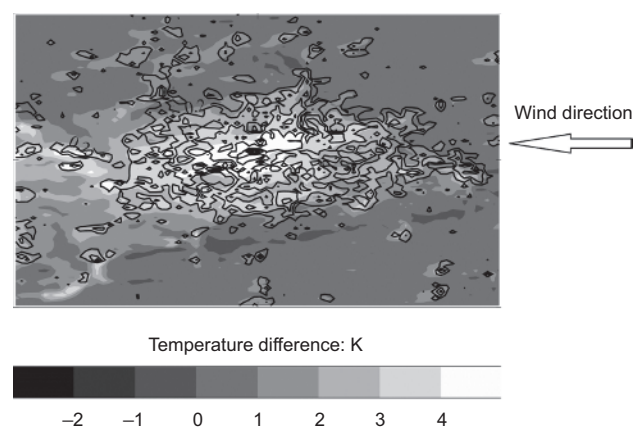 Wind direction
Temperature difference: K
–2 –1 0 1 2 3 4